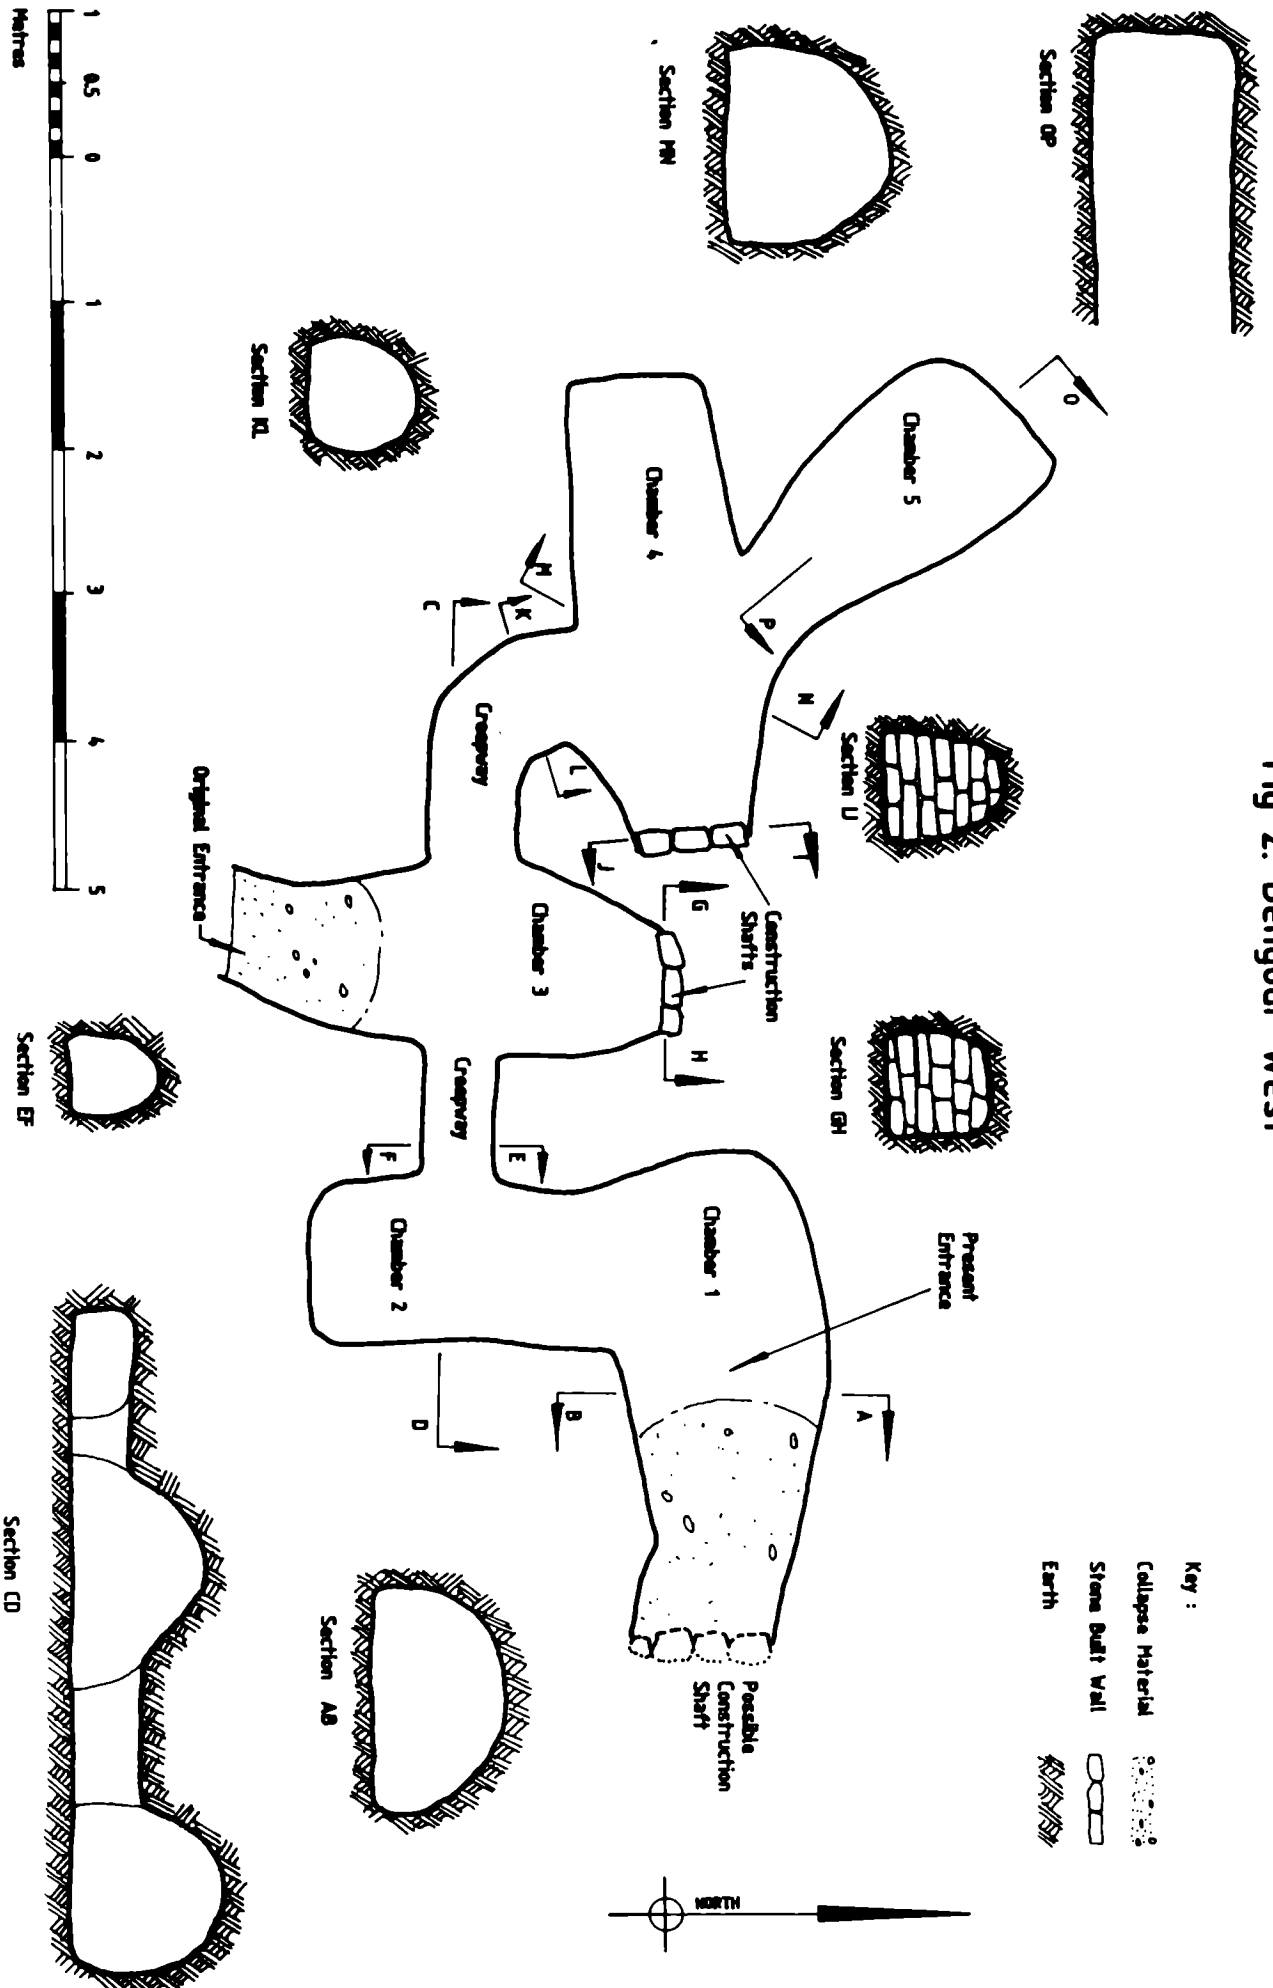 Fig 2. Dengour West
Key :
Collapse Material
Stone Built Wall
Earth
Section OP
Section MN
Section KL
Section IJ
Section GH
Section EF
Section AB
Section CD
O
Chamber 5
P
N
Chamber 4
M
K
C
Creepway
L
I
J
G
Construction
Shafts
H
Chamber 3
Original Entrance
Creepway
E
F
Chamber 1
Chamber 2
Present
Entrance
A
B
D
Possible
Construction
Shaft
NORTH
1 0.5 0 1 2 3 4 5
Metres